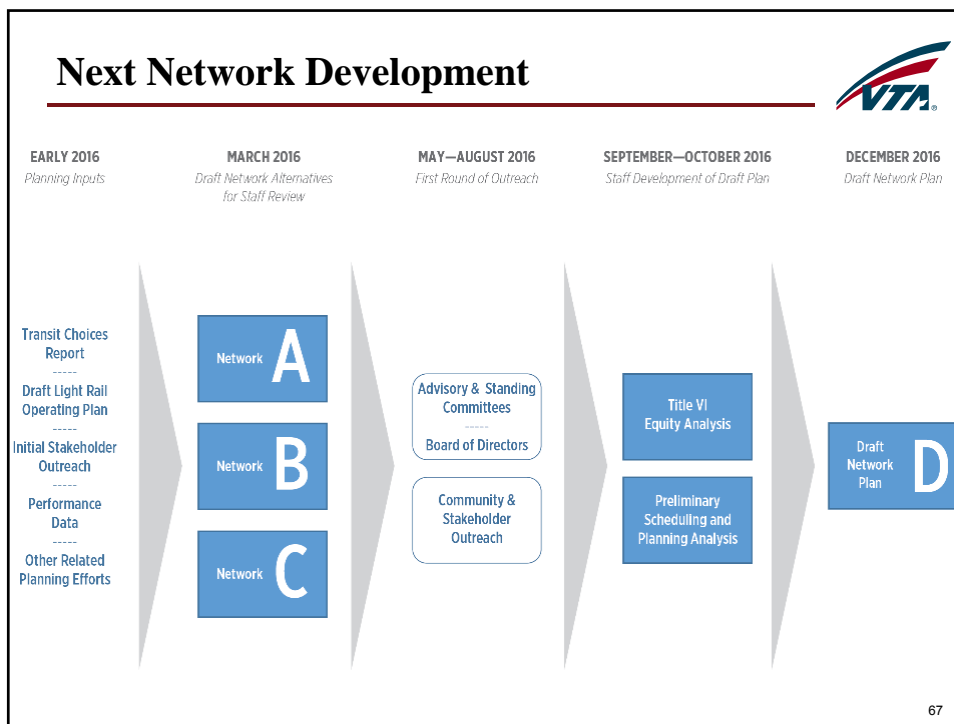 Next Network Development
VTA®
EARLY 2016
Planning Inputs
MARCH 2016
Draft Network Alternatives
for Staff Review
MAY—AUGUST 2016
First Round of Outreach
SEPTEMBER—OCTOBER 2016
Staff Development of Draft Plan
DECEMBER 2016
Draft Network Plan
Transit Choices
Report
-----
Draft Light Rail
Operating Plan
-----
Initial Stakeholder
Outreach
-----
Performance
Data
-----
Other Related
Planning Efforts
Network A
Network B
Network C
Advisory & Standing
Committees
-----
Board of Directors
Community &
Stakeholder
Outreach
Title VI
Equity Analysis
Preliminary
Scheduling and
Planning Analysis
Draft
Network
Plan
D
67